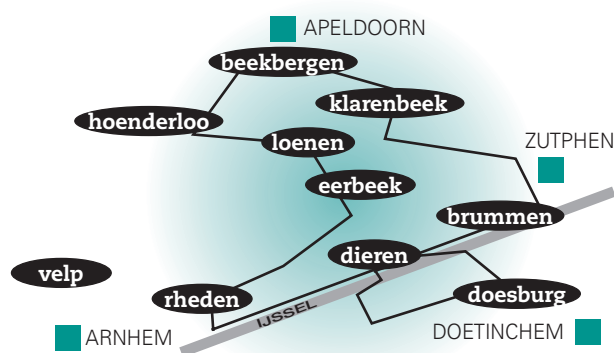 APELDOORN
beekbergen
klarenbeek
hoenderloo
loenen
ZUTPHEN
eerbeek
brummen
dieren
velp
rheden
doesburg
IJSSEL
ARNHEM
DOETINCHEM